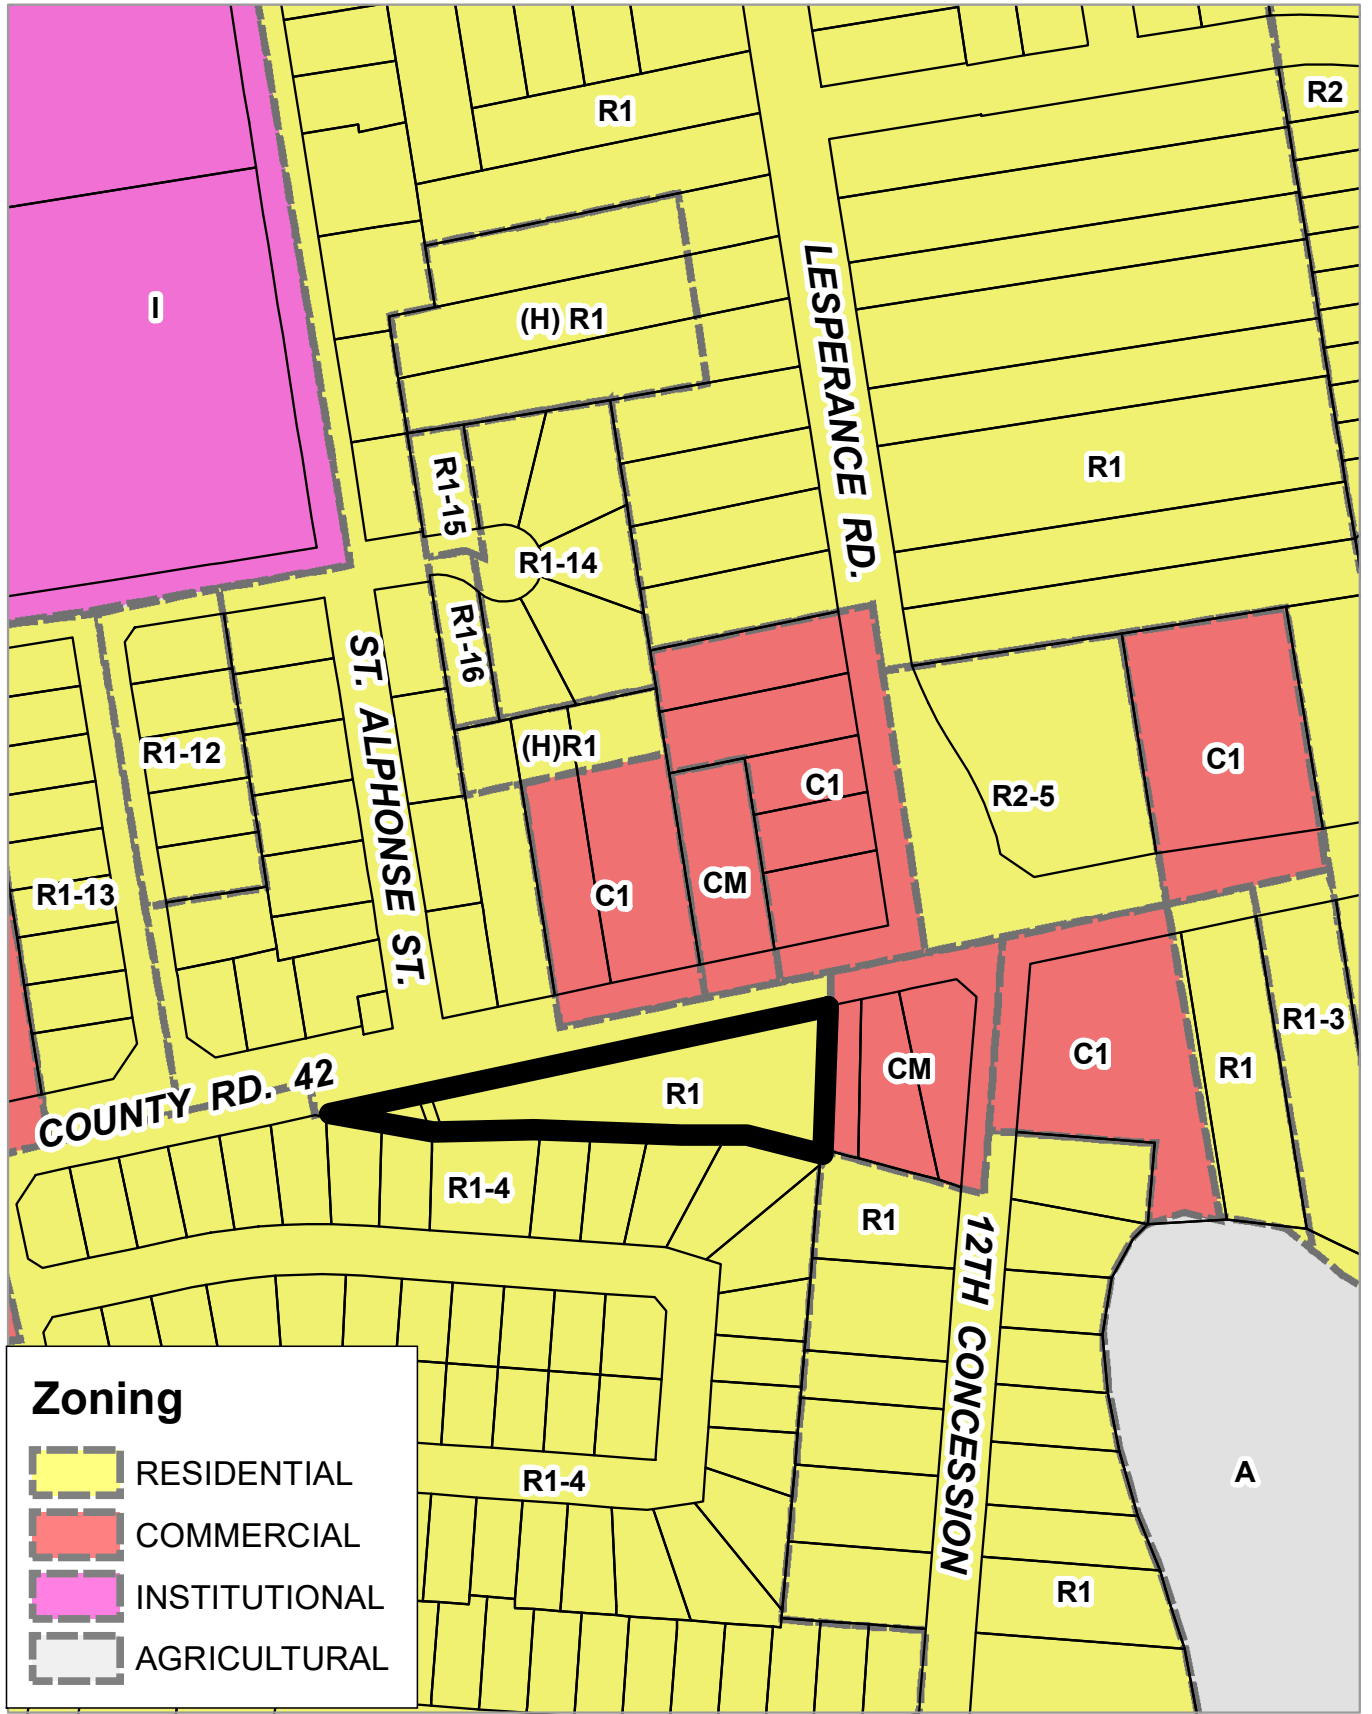 R2
R1
I
(H) R1
LESPERANCE RD.
R1
R1-15
R1-14
R1-16
ST. ALPHONSE ST.
(H)R1
R1-12
C1
C1
R2-5
CM
C1
R1-13
R1-3
C1
CM
R1
R1
COUNTY RD. 42
R1-4
R1
12TH CONCESSION
Zoning
RESIDENTIAL
COMMERCIAL
INSTITUTIONAL
AGRICULTURAL
R1-4
A
R1